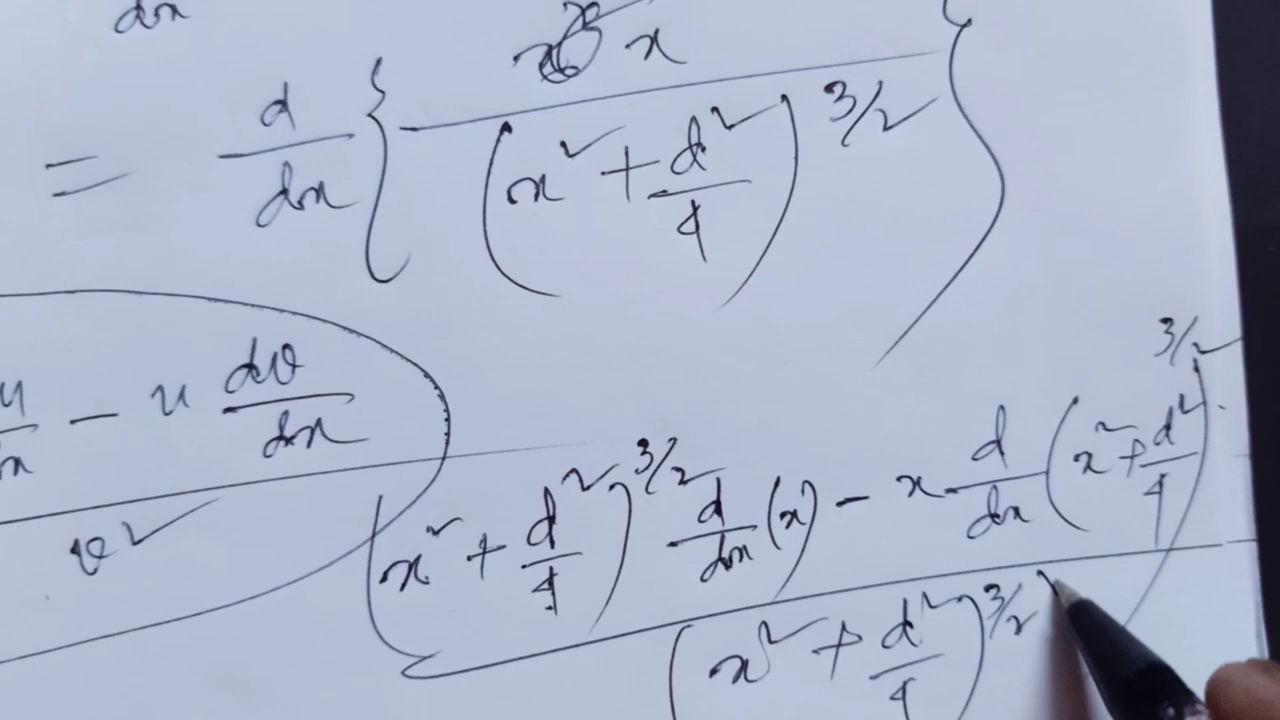 dx
= d/dx { x / (x² + d²/4)^3/2 }
- u dv/dx
v²
(x² + d²/4)^3/2 d/dx (x) - x d/dx (x² + d²/4)^3/2
(x² + d²/4)^3/2